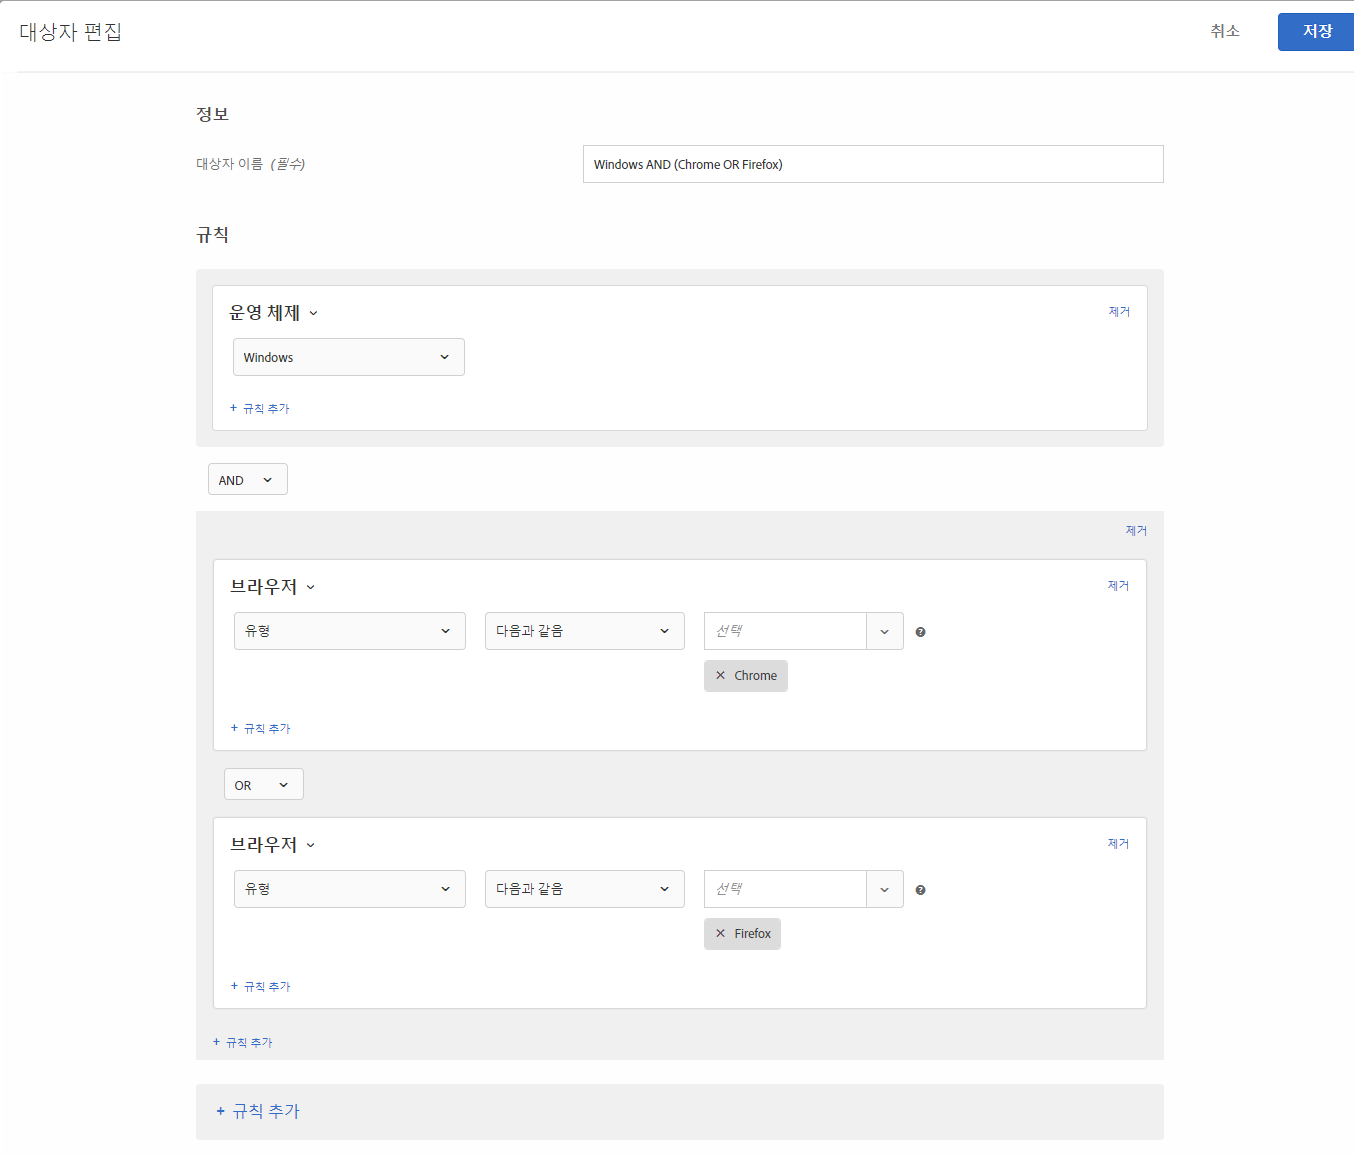 대상자 편집
취소
저장
정보
대상자 이름 (필수)
Windows AND (Chrome OR Firefox)
규칙
운영 체제
제거
Windows
+ 규칙 추가
AND
제거
브라우저
제거
유형
다음과 같음
선택
× Chrome
+ 규칙 추가
OR
브라우저
제거
유형
다음과 같음
선택
× Firefox
+ 규칙 추가
+ 규칙 추가
+ 규칙 추가